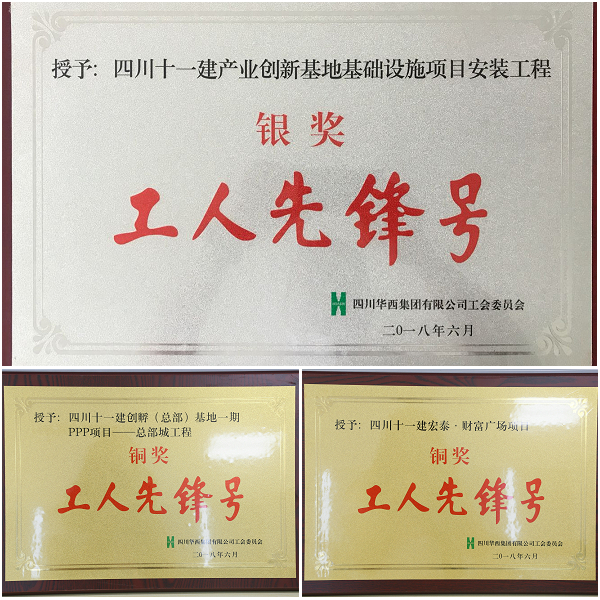 授予：四川十一建产业创新基地基础设施项目安装工程
银奖
工人先锋号
四川华西集团有限公司工会委员会
二0一八年六月
授予：四川十一建创孵（总部）基地一期
PPP项目——总部城工程
铜奖
工人先锋号
四川华西集团有限公司工会委员会
二0一八年六月
授予：四川十一建宏泰·财富广场项目
铜奖
工人先锋号
四川华西集团有限公司工会委员会
二0一八年六月